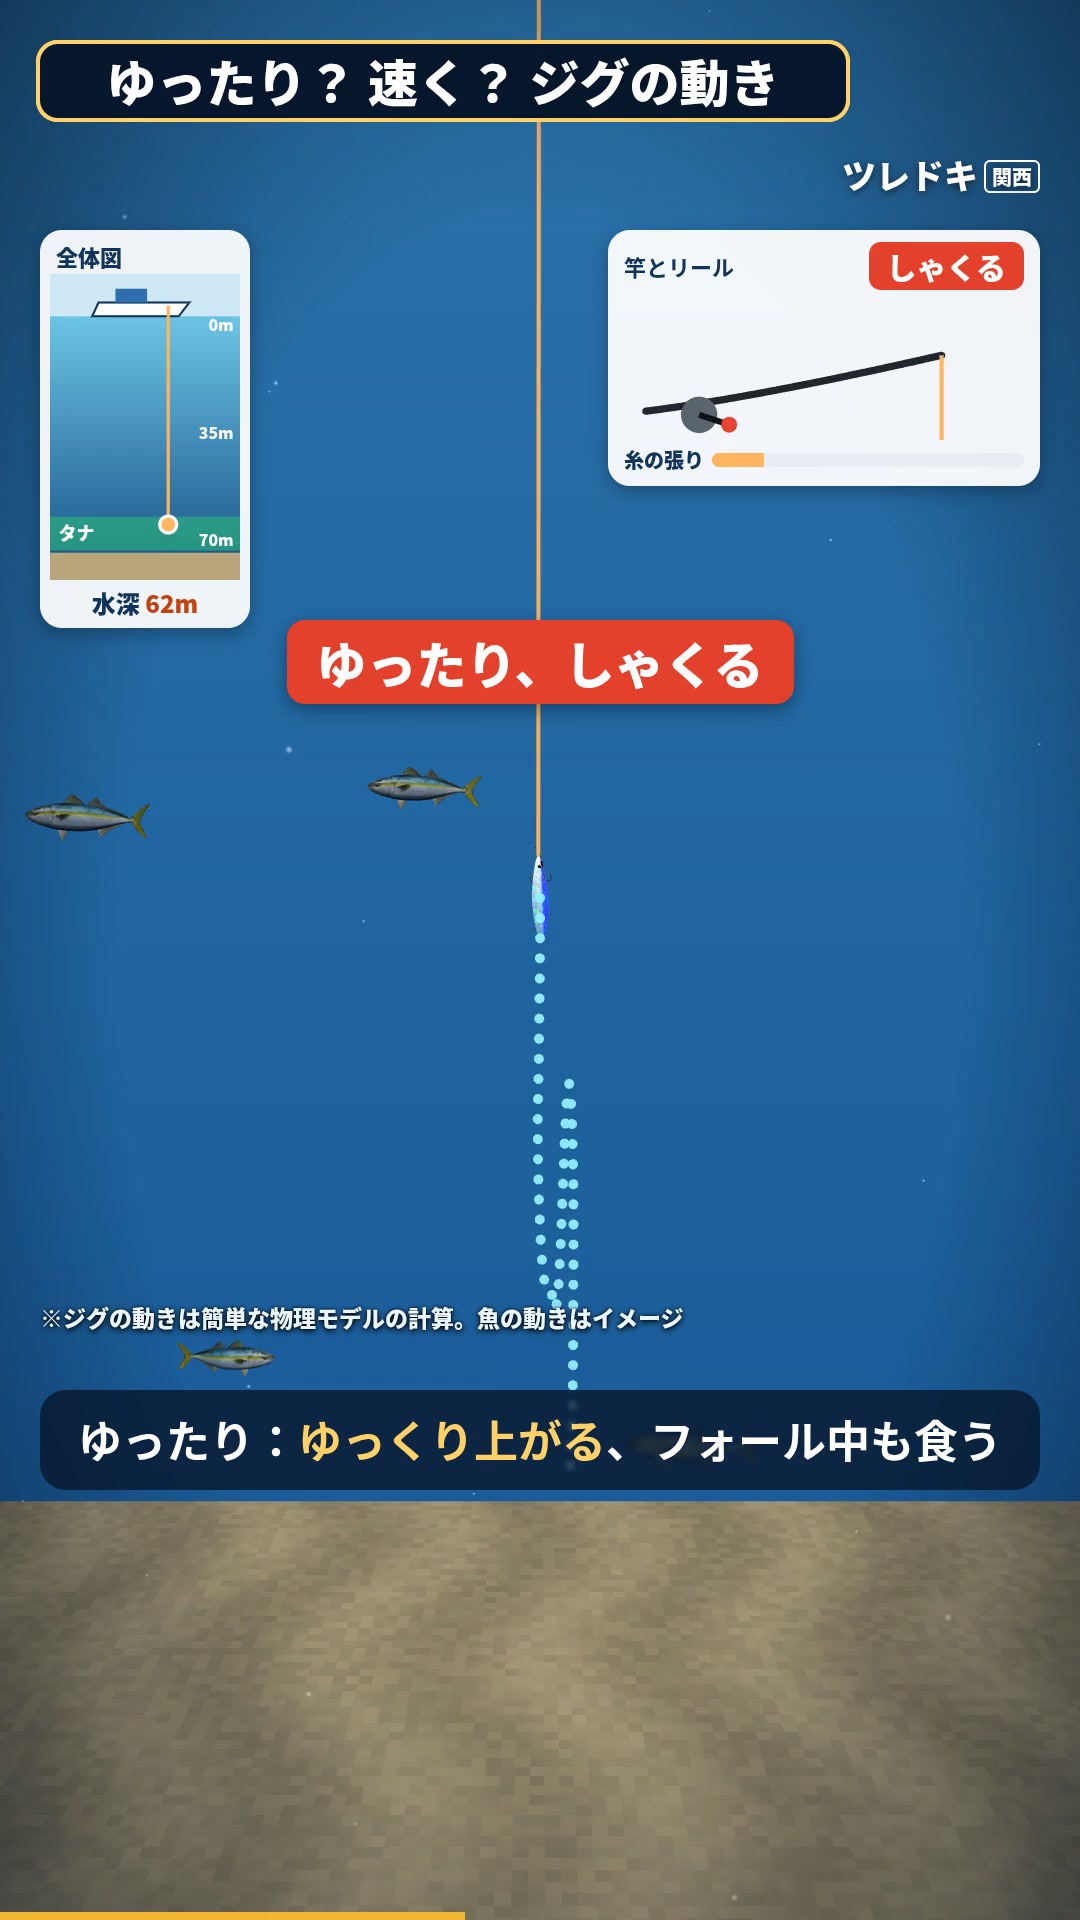 ゆったり？ 速く？ ジグの動き
ツレドキ 関西
全体図
0m
35m
タナ
70m
水深 62m
竿とリール
しゃくる
糸の張り
ゆったり、しゃくる
※ジグの動きは簡単な物理モデルの計算。魚の動きはイメージ
ゆったり：ゆっくり上がる、フォール中も食う